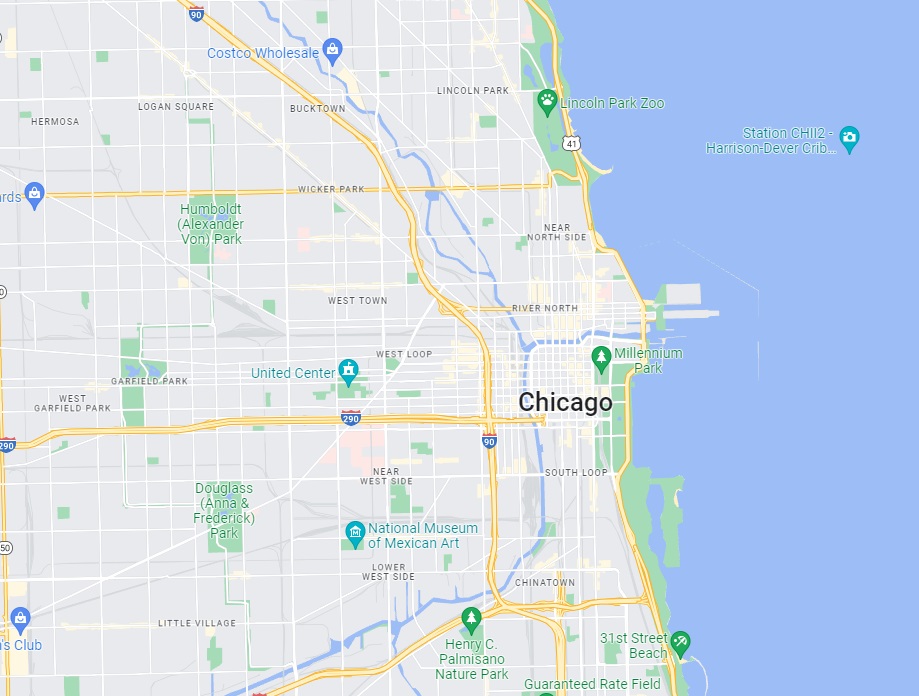 90
Costco Wholesale
LINCOLN PARK
LOGAN SQUARE
BUCKTOWN
Lincoln Park Zoo
HERMOSA
41
Station CHII2 -
Harrison-Dever Crib...
WICKER PARK
rds
Humboldt
(Alexander
Von) Park
NEAR
NORTH SIDE
0
WEST TOWN
RIVER NORTH
WEST LOOP
Millennium
Park
United Center
GARFIELD PARK
WEST
GARFIELD PARK
Chicago
290
290
90
NEAR
WEST SIDE
SOUTH LOOP
Douglass
(Anna &
Frederick)
Park
National Museum
of Mexican Art
50
LOWER
WEST SIDE
CHINATOWN
LITTLE VILLAGE
's Club
Henry C.
Palmisano
Nature Park
31st Street
Beach
Guaranteed Rate Field